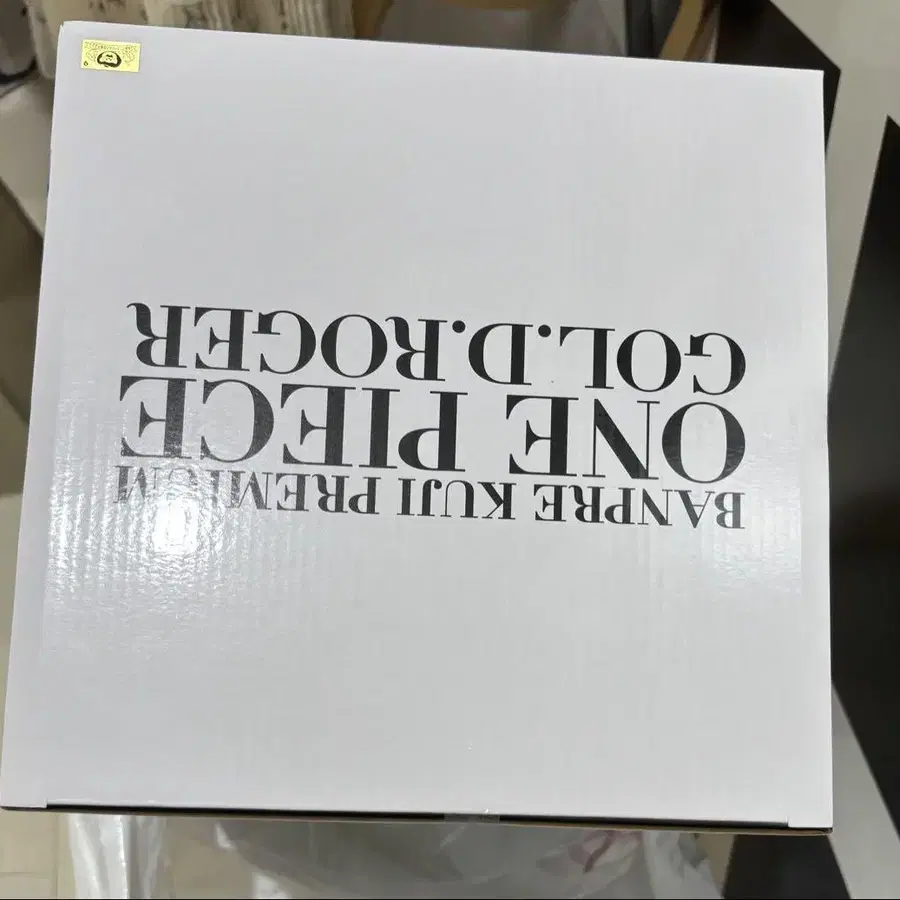 BANPRE KUJI PREMIUM
ONE PIECE
GOL.D.ROGER